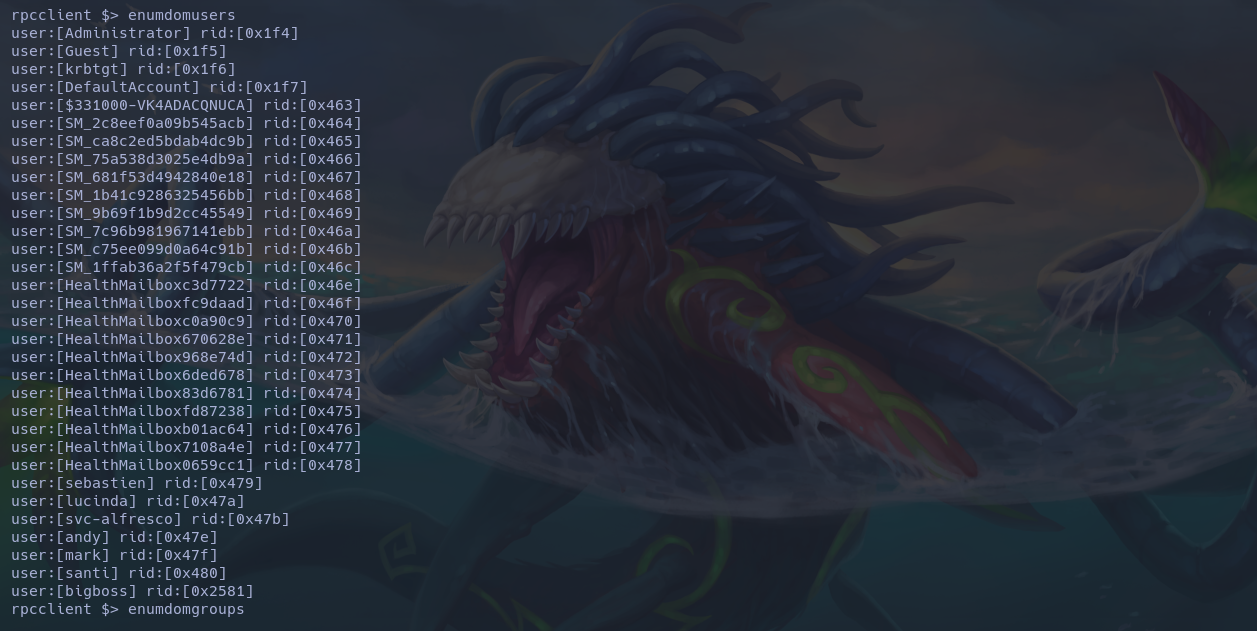 rpcclient $> enumdomusers
user:[Administrator] rid:[0x1f4]
user:[Guest] rid:[0x1f5]
user:[krbtgt] rid:[0x1f6]
user:[DefaultAccount] rid:[0x1f7]
user:[$331000-VK4ADACQNUCA] rid:[0x463]
user:[SM_2c8eef0a09b545acb] rid:[0x464]
user:[SM_ca8c2ed5bdab4dc9b] rid:[0x465]
user:[SM_75a538d3025e4db9a] rid:[0x466]
user:[SM_681f53d4942840e18] rid:[0x467]
user:[SM_1b41c9286325456bb] rid:[0x468]
user:[SM_9b69f1b9d2cc45549] rid:[0x469]
user:[SM_7c96b981967141ebb] rid:[0x46a]
user:[SM_c75ee099d0a64c91b] rid:[0x46b]
user:[SM_1ffab36a2f5f479cb] rid:[0x46c]
user:[HealthMailboxc3d7722] rid:[0x46e]
user:[HealthMailboxfc9daad] rid:[0x46f]
user:[HealthMailboxc0a90c9] rid:[0x470]
user:[HealthMailbox670628e] rid:[0x471]
user:[HealthMailbox968e74d] rid:[0x472]
user:[HealthMailbox6ded678] rid:[0x473]
user:[HealthMailbox83d6781] rid:[0x474]
user:[HealthMailboxfd87238] rid:[0x475]
user:[HealthMailboxb01ac64] rid:[0x476]
user:[HealthMailbox7108a4e] rid:[0x477]
user:[HealthMailbox0659cc1] rid:[0x478]
user:[sebastien] rid:[0x479]
user:[lucinda] rid:[0x47a]
user:[svc-alfresco] rid:[0x47b]
user:[andy] rid:[0x47e]
user:[mark] rid:[0x47f]
user:[santi] rid:[0x480]
user:[bigboss] rid:[0x2581]
rpcclient $> enumdomgroups